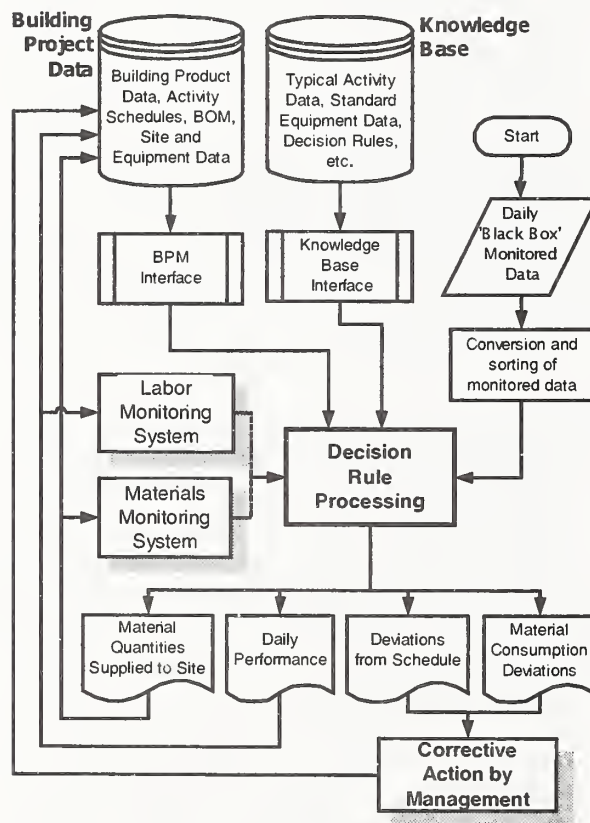 Building
Project
Data
Knowledge
Base
Building Product
Data, Activity
Schedules, BOM,
Site and
Equipment Data
Typical Activity
Data, Standard
Equipment Data,
Decision Rules,
etc.
Start
Daily
'Black Box'
Monitored
Data
BPM
Interface
Knowledge
Base
Interface
Conversion and
sorting of
monitored data
Labor
Monitoring
System
Materials
Monitoring
System
Decision
Rule
Processing
Material
Quantities
Supplied to Site
Daily
Performance
Deviations
from Schedule
Material
Consumption
Deviations
Corrective
Action by
Management